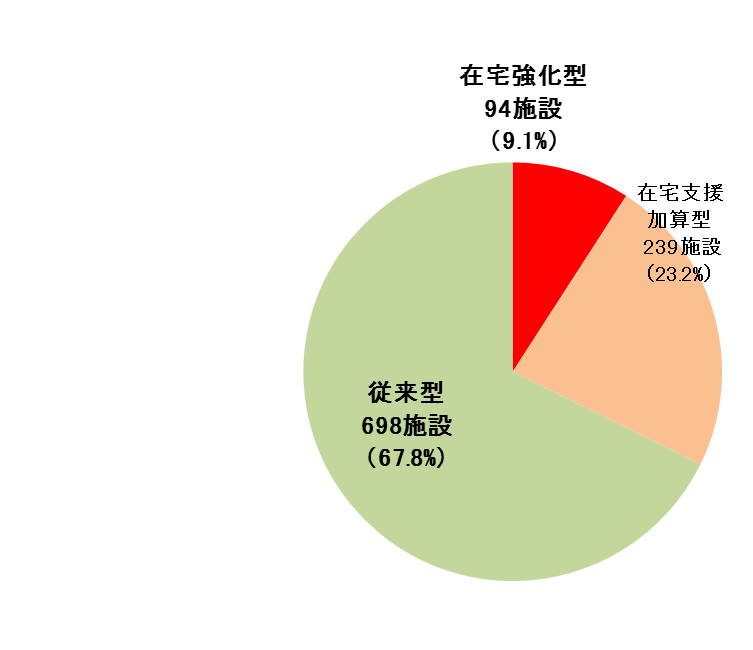 在宅強化型
94施設
（9.1%）
在宅支援
加算型
239施設
（23.2%）
従来型
698施設
（67.8%）